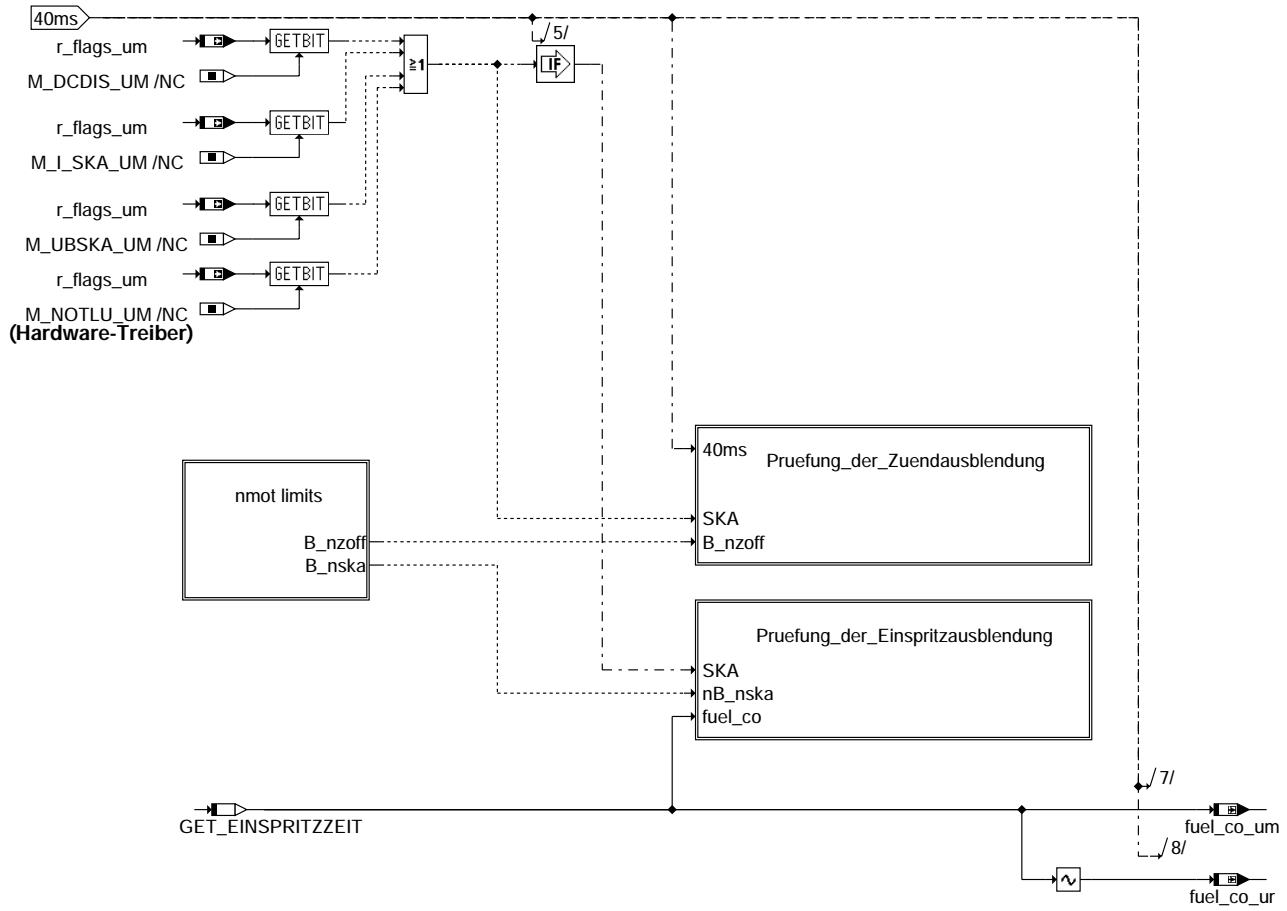 40ms
/5/
r_flags_um
GETBIT
≥1
IF
M_DCDIS_UM /NC
r_flags_um
GETBIT
M_I_SKA_UM /NC
r_flags_um
GETBIT
M_UBSKA_UM /NC
r_flags_um
GETBIT
M_NOTLU_UM /NC
(Hardware-Treiber)
40ms
Pruefung_der_Zuendausblendung
SKA
B_nzoff
nmot limits
B_nzoff
B_nska
Pruefung_der_Einspritzausblendung
SKA
nB_nska
fuel_co
/7/
GET_EINSPRITZZEIT
fuel_co_um
/8/
fuel_co_ur